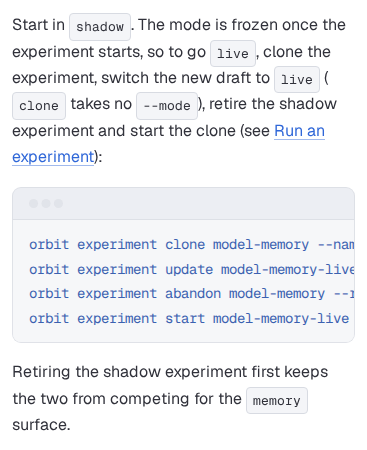 Start in shadow. The mode is frozen once the
experiment starts, so to go live, clone the
experiment, switch the new draft to live (
clone takes no --mode), retire the shadow
experiment and start the clone (see Run an
experiment):
orbit experiment clone model-memory
orbit experiment update model-memory-live
orbit experiment abandon model-memory
orbit experiment start model-memory-live
Retiring the shadow experiment first keeps
the two from competing for the memory
surface.